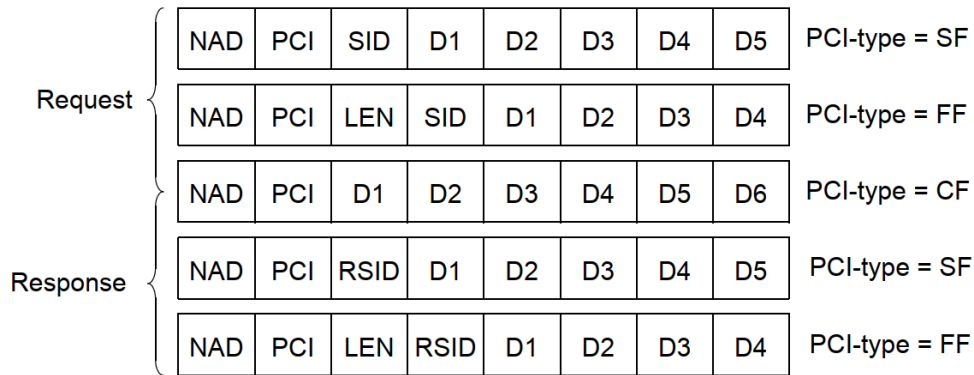 NAD PCI SID D1 D2 D3 D4 D5 PCI-type = SF
Request
NAD PCI LEN SID D1 D2 D3 D4 PCI-type = FF
NAD PCI D1 D2 D3 D4 D5 D6 PCI-type = CF
Response
NAD PCI RSID D1 D2 D3 D4 D5 PCI-type = SF
NAD PCI LEN RSID D1 D2 D3 D4 PCI-type = FF